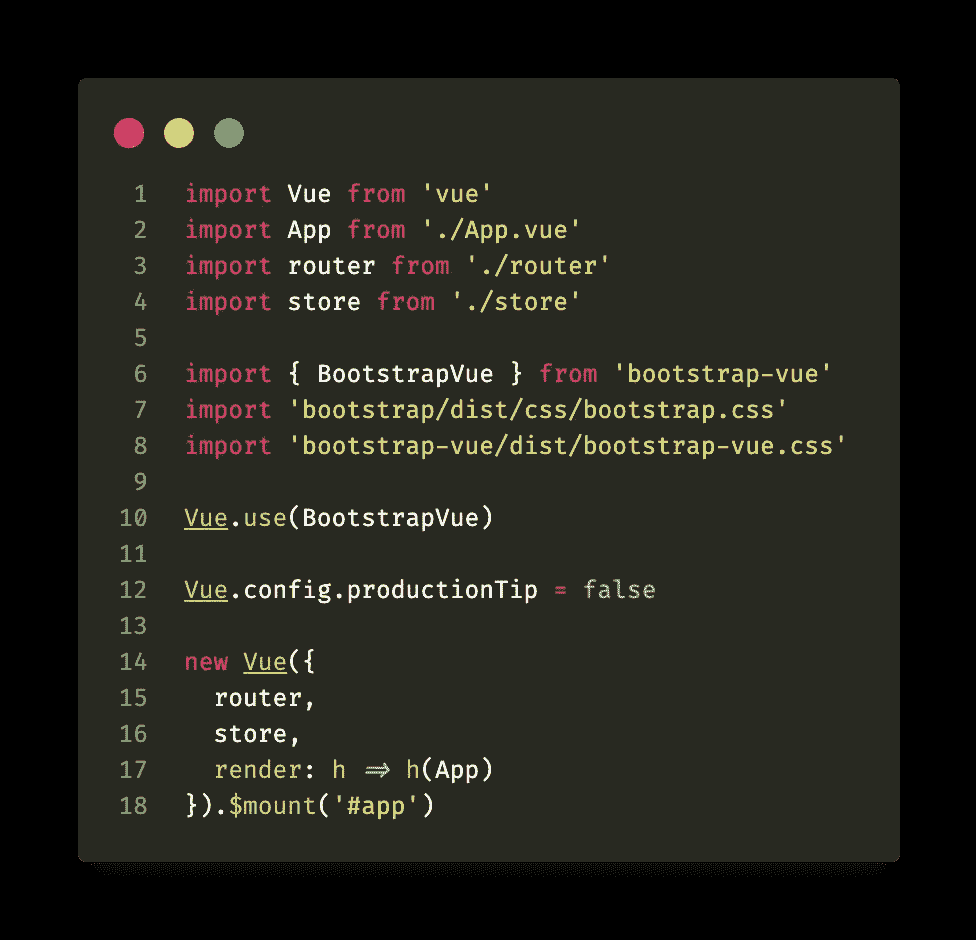 1 import Vue from 'vue'
2 import App from './App.vue'
3 import router from './router'
4 import store from './store'
5
6 import { BootstrapVue } from 'bootstrap-vue'
7 import 'bootstrap/dist/css/bootstrap.css'
8 import 'bootstrap-vue/dist/bootstrap-vue.css'
9
10 Vue.use(BootstrapVue)
11
12 Vue.config.productionTip = false
13
14 new Vue({
15   router,
16   store,
17   render: h => h(App)
18 }).$mount('#app')